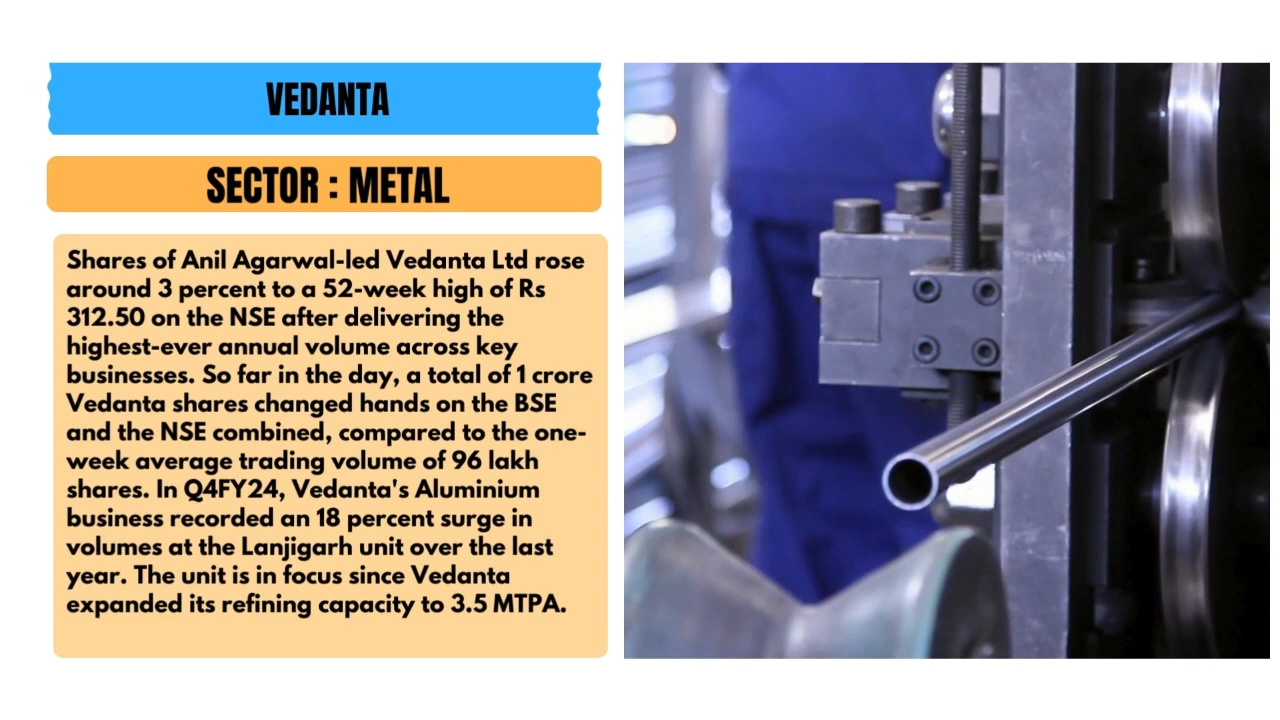 VEDANTA
SECTOR : METAL
Shares of Anil Agarwal-led Vedanta Ltd rose
around 3 percent to a 52-week high of Rs
312.50 on the NSE after delivering the
highest-ever annual volume across key
businesses. So far in the day, a total of 1 crore
Vedanta shares changed hands on the BSE
and the NSE combined, compared to the one-
week average trading volume of 96 lakh
shares. In Q4FY24, Vedanta's Aluminium
business recorded an 18 percent surge in
volumes at the Lanjigarh unit over the last
year. The unit is in focus since Vedanta
expanded its refining capacity to 3.5 MTPA.